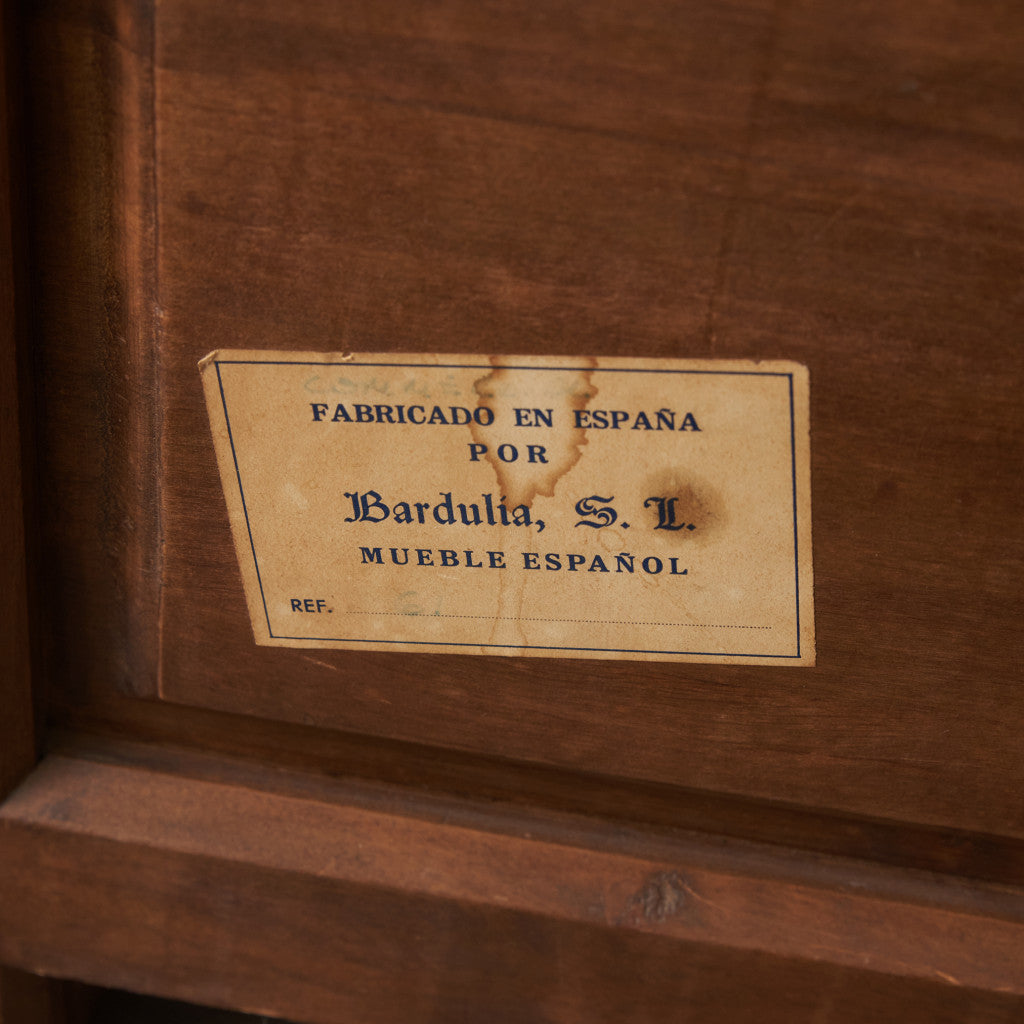 FABRICADO EN ESPAÑA
POR
Bardulia, S. L.
MUEBLE ESPAÑOL
REF.